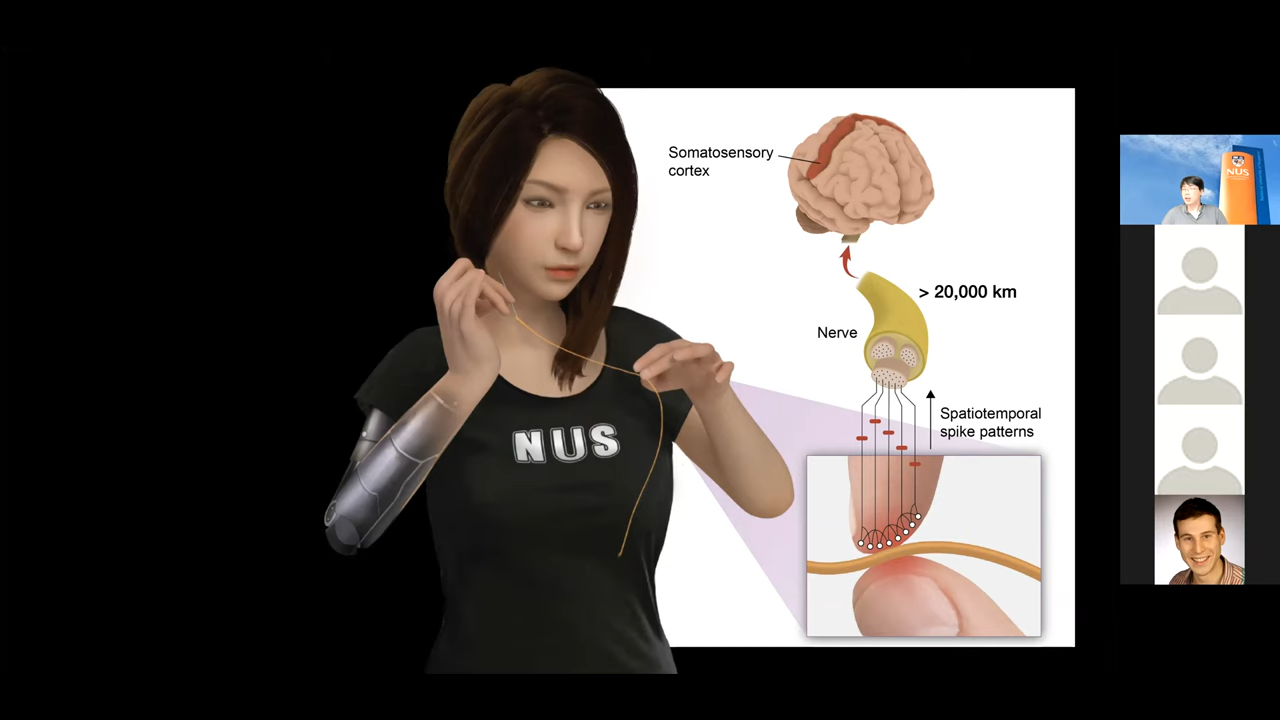 Somatosensory
cortex
> 20,000 km
Nerve
Spatiotemporal
spike patterns
NUS
NUS